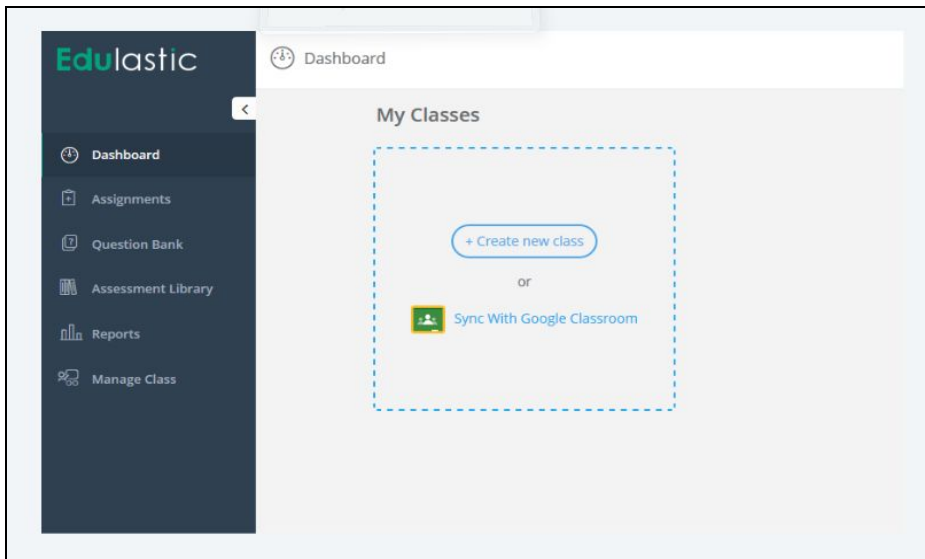 Edulastic
Dashboard
<
Dashboard
Assignments
Question Bank
Assessment Library
Reports
Manage Class
My Classes
+ Create new class
or
Sync With Google Classroom